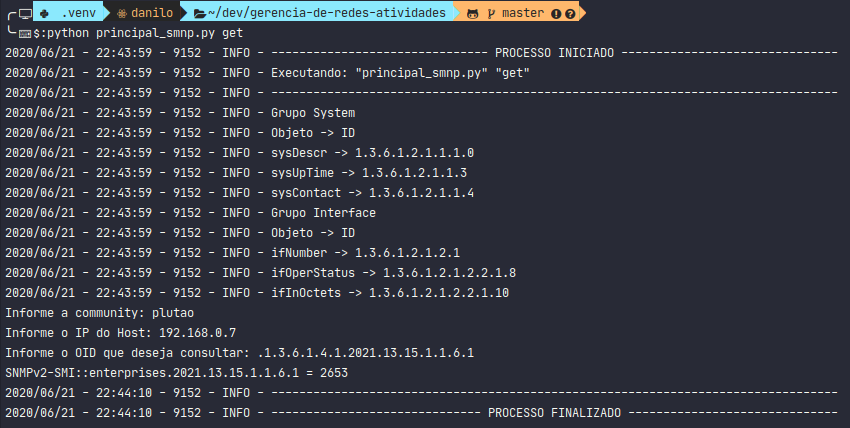 .venv danilo ~/dev/gerencia-de-redes-atividades master
$:python principal_smnp.py get
2020/06/21 - 22:43:59 - 9152 - INFO - ------------------------------- PROCESSO INICIADO -------------------------------
2020/06/21 - 22:43:59 - 9152 - INFO - Executando: "principal_smnp.py" "get"
2020/06/21 - 22:43:59 - 9152 - INFO - ---------------------------------------------------------------------------------
2020/06/21 - 22:43:59 - 9152 - INFO - Grupo System
2020/06/21 - 22:43:59 - 9152 - INFO - Objeto -> ID
2020/06/21 - 22:43:59 - 9152 - INFO - sysDescr -> 1.3.6.1.2.1.1.1.0
2020/06/21 - 22:43:59 - 9152 - INFO - sysUpTime -> 1.3.6.1.2.1.1.3
2020/06/21 - 22:43:59 - 9152 - INFO - sysContact -> 1.3.6.1.2.1.1.4
2020/06/21 - 22:43:59 - 9152 - INFO - Grupo Interface
2020/06/21 - 22:43:59 - 9152 - INFO - Objeto -> ID
2020/06/21 - 22:43:59 - 9152 - INFO - ifNumber -> 1.3.6.1.2.1.2.1
2020/06/21 - 22:43:59 - 9152 - INFO - ifOperStatus -> 1.3.6.1.2.1.2.2.1.8
2020/06/21 - 22:43:59 - 9152 - INFO - ifInOctets -> 1.3.6.1.2.1.2.2.1.10
Informe a community: plutao
Informe o IP do Host: 192.168.0.7
Informe o OID que deseja consultar: .1.3.6.1.4.1.2021.13.15.1.1.6.1
SNMPv2-SMI::enterprises.2021.13.15.1.1.6.1 = 2653
2020/06/21 - 22:44:10 - 9152 - INFO - ---------------------------------------------------------------------------------
2020/06/21 - 22:44:10 - 9152 - INFO - ------------------------------ PROCESSO FINALIZADO ------------------------------